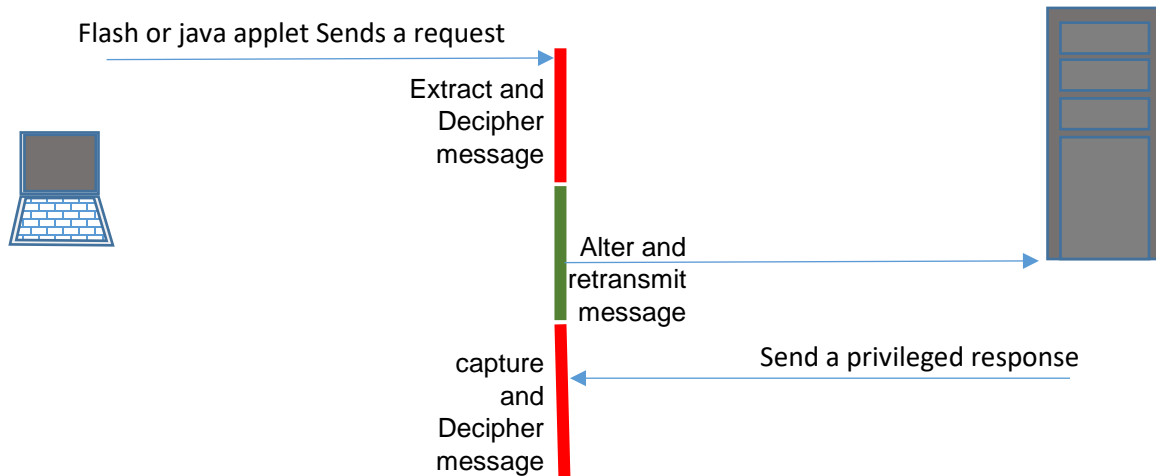 Flash or java applet Sends a request
Extract and
Decipher
message
Alter and
retransmit
message
Send a privileged response
capture
and
Decipher
message